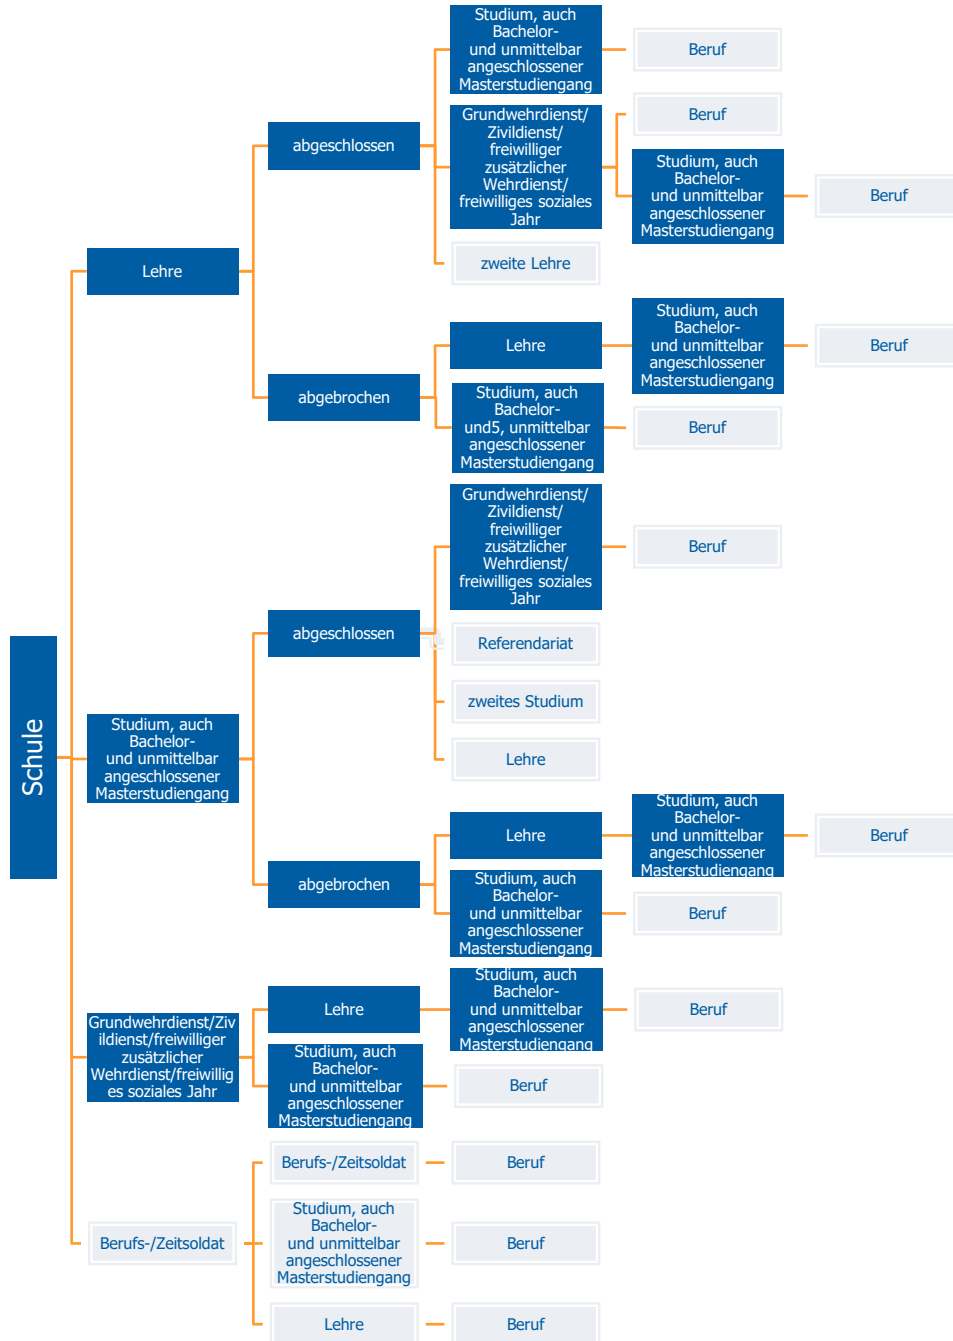 Schule
Lehre
abgeschlossen
Studium, auch
Bachelor-
und unmittelbar
angeschlossener
Masterstudiengang
Beruf
Grundwehrdienst/
Zivildienst/
freiwilliger
zusätzlicher
Wehrdienst/
freiwilliges soziales
Jahr
Beruf
Studium, auch
Bachelor-
und unmittelbar
angeschlossener
Masterstudiengang
Beruf
zweite Lehre
abgebrochen
Lehre
Studium, auch
Bachelor-
und unmittelbar
angeschlossener
Masterstudiengang
Beruf
Studium, auch
Bachelor-
und5, unmittelbar
angeschlossener
Masterstudiengang
Beruf
Studium, auch
Bachelor-
und unmittelbar
angeschlossener
Masterstudiengang
abgeschlossen
Grundwehrdienst/
Zivildienst/
freiwilliger
zusätzlicher
Wehrdienst/
freiwilliges soziales
Jahr
Beruf
Referendariat
zweites Studium
Lehre
abgebrochen
Lehre
Studium, auch
Bachelor-
und unmittelbar
angeschlossener
Masterstudiengang
Beruf
Studium, auch
Bachelor-
und unmittelbar
angeschlossener
Masterstudiengang
Beruf
Grundwehrdienst/Ziv
ildienst/freiwilliger
zusätzlicher
Wehrdienst/freiwillig
es soziales Jahr
Lehre
Studium, auch
Bachelor-
und unmittelbar
angeschlossener
Masterstudiengang
Beruf
Studium, auch
Bachelor-
und unmittelbar
angeschlossener
Masterstudiengang
Beruf
Berufs-/Zeitsoldat
Berufs-/Zeitsoldat
Beruf
Studium, auch
Bachelor-
und unmittelbar
angeschlossener
Masterstudiengang
Beruf
Lehre
Beruf